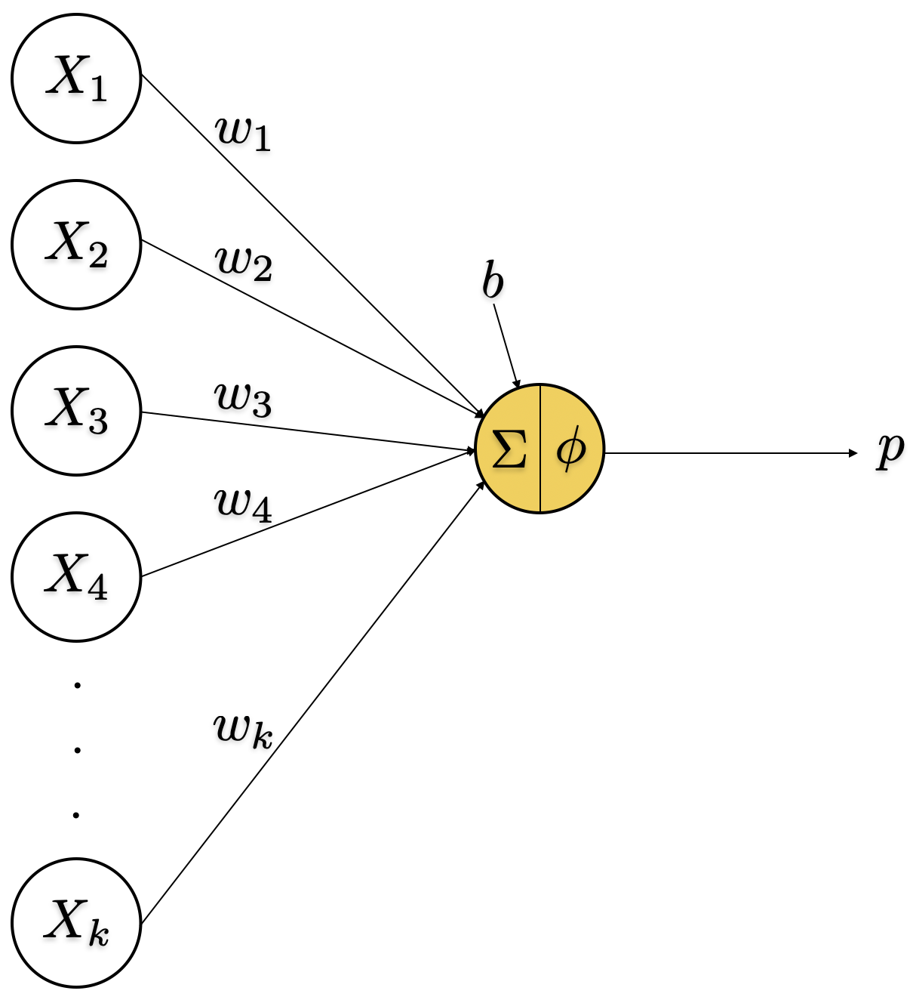 X₁
w₁
X₂
w₂
b
X₃
w₃
Σ ϕ
p
w₄
X₄
.
.
.
wₖ
Xₖ